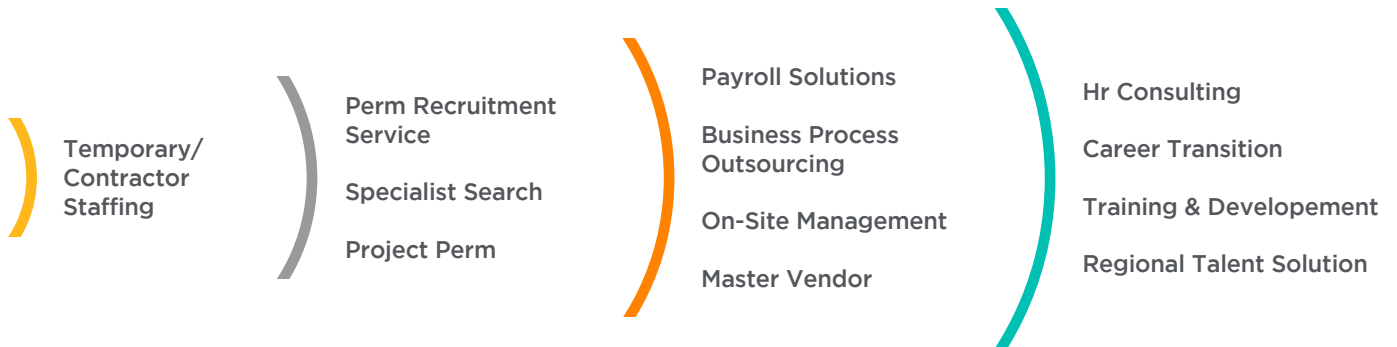 Temporary/
Contractor
Staffing
Perm Recruitment
Service
Specialist Search
Project Perm
Payroll Solutions
Business Process
Outsourcing
On-Site Management
Master Vendor
Hr Consulting
Career Transition
Training & Developement
Regional Talent Solution